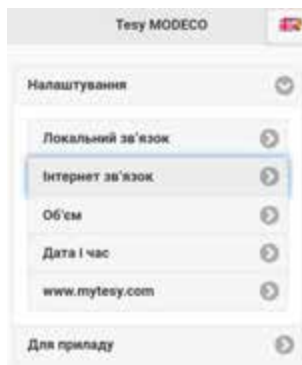 Tesy MODECO
Налаштування
Локальний зв'язок
Інтернет зв'язок
Об'єм
Дата і час
www.mytesy.com
Для приладу